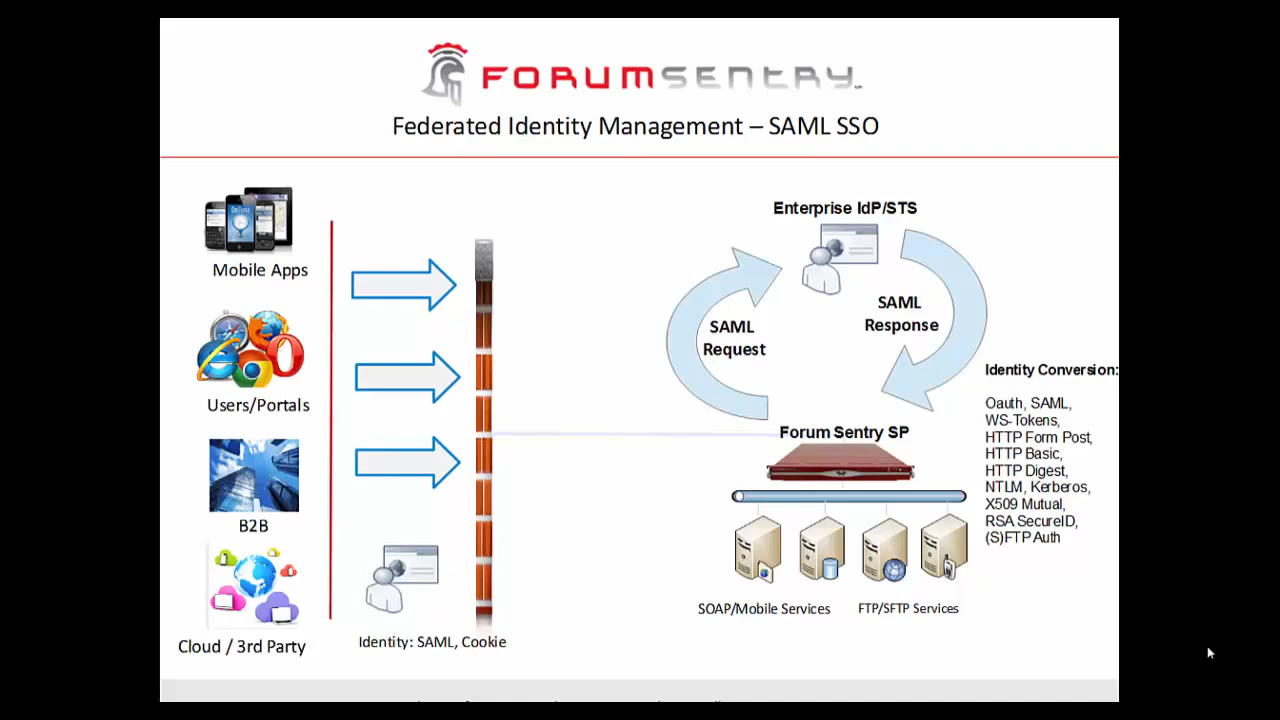 FORUMSENTRY
Federated Identity Management – SAML SSO
Mobile Apps
Users/Portals
B2B
Cloud / 3rd Party
Identity: SAML, Cookie
Enterprise IdP/STS
SAML
Request
SAML
Response
Forum Sentry SP
SOAP/Mobile Services
FTP/SFTP Services
Identity Conversion:
Oauth, SAML,
WS-Tokens,
HTTP Form Post,
HTTP Basic,
HTTP Digest,
NTLM, Kerberos,
X509 Mutual,
RSA SecureID,
(S)FTP Auth